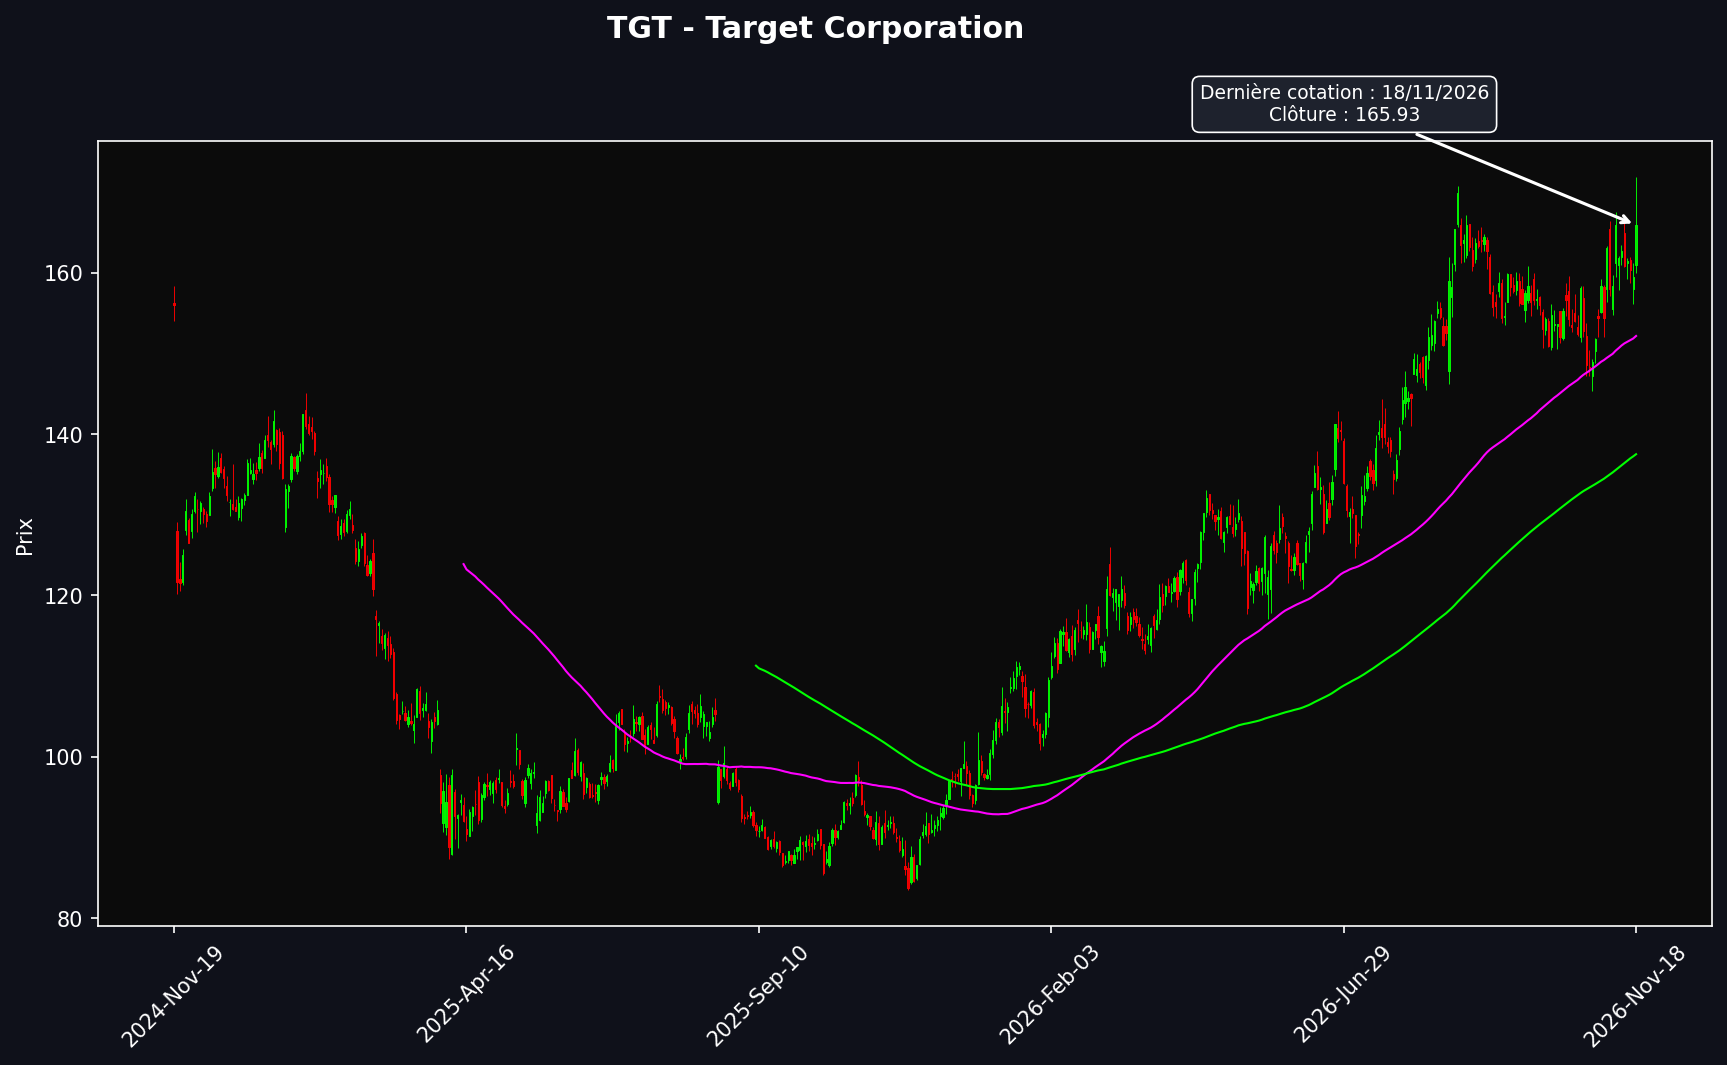 TGT - Target Corporation
Dernière cotation : 18/11/2026
Clôture : 165.93
Prix
160
140
120
100
80
2024-Nov-19
2025-Apr-16
2025-Sep-10
2026-Feb-03
2026-Jun-29
2026-Nov-18